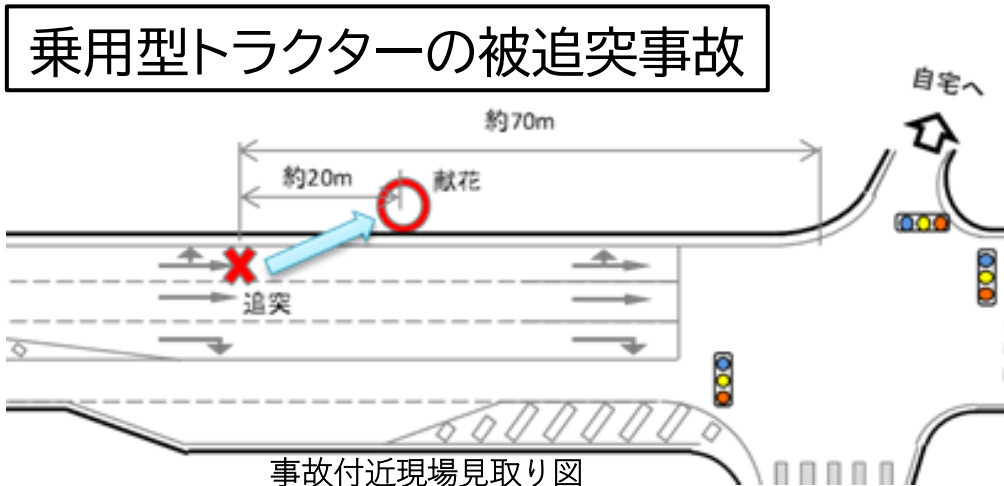 乗用型トラクターの被追突事故
自宅へ
約70m
約20m
献花
追突
事故付近現場見取り図